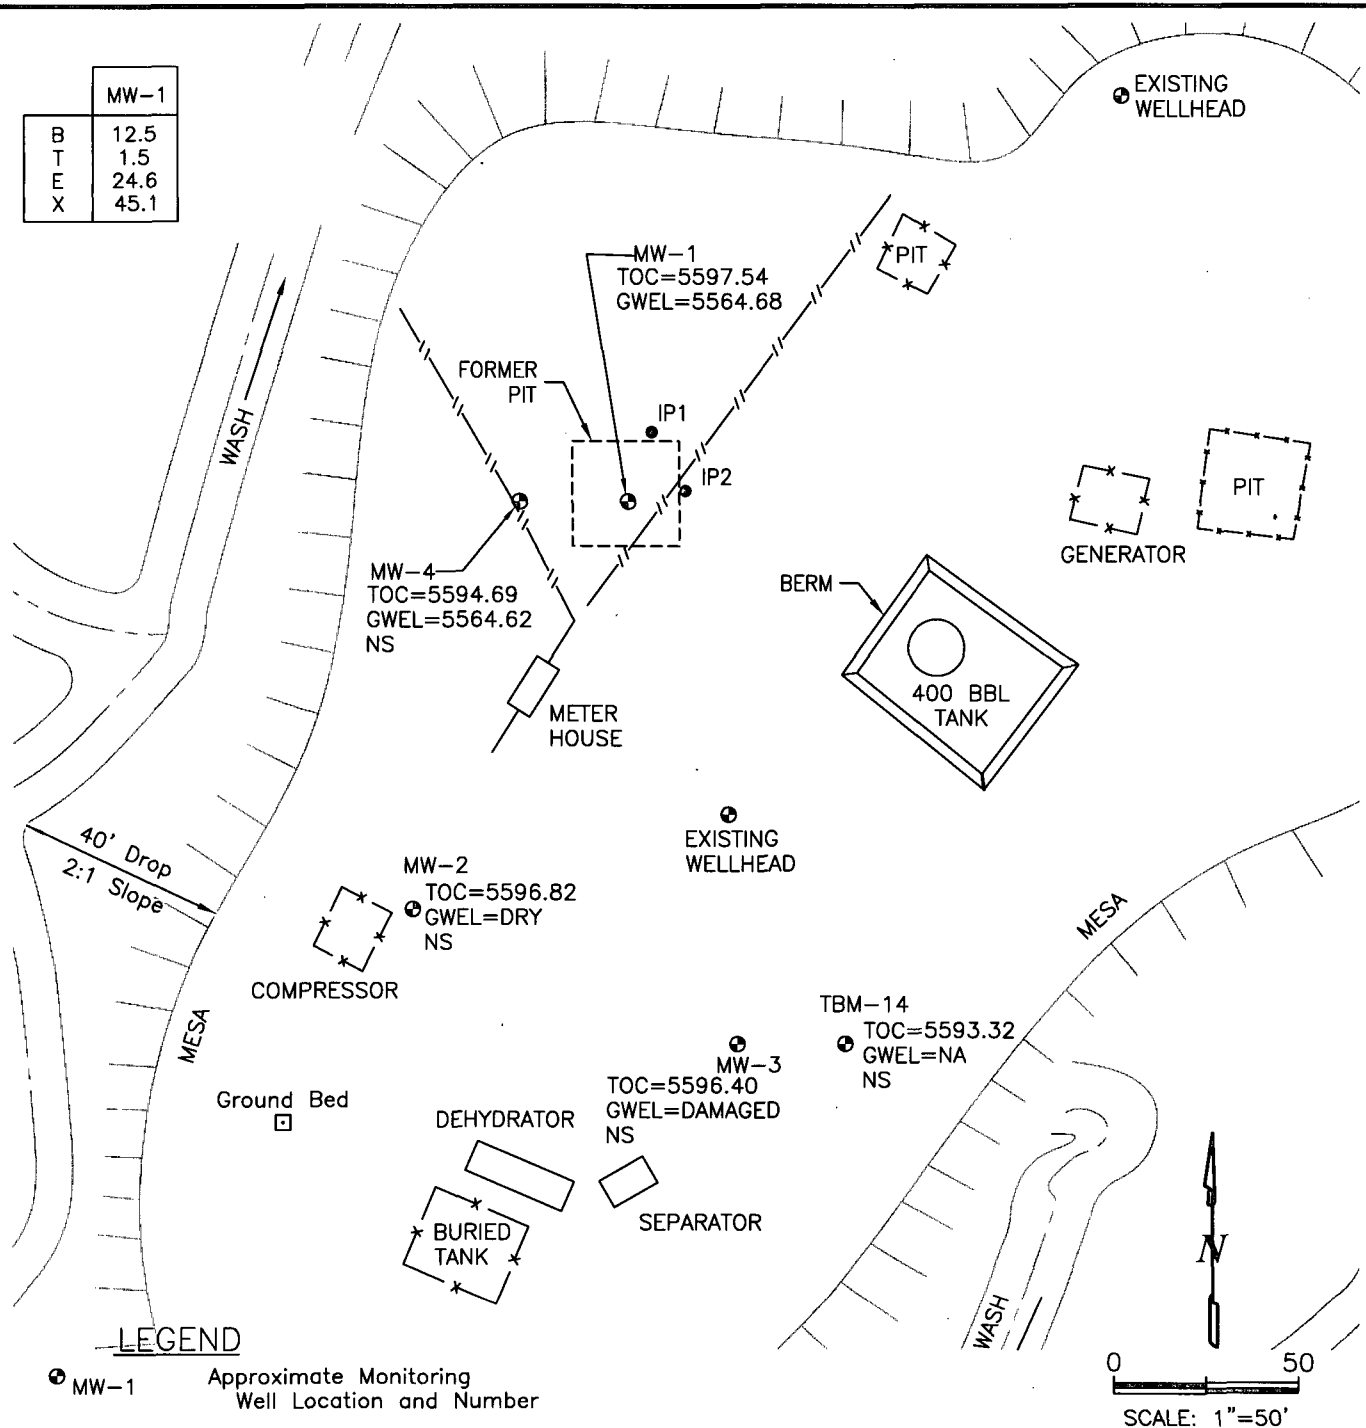 EXISTING
WELLHEAD
MW-1
B 12.5
T 1.5
E 24.6
X 45.1
MW-1
TOC=5597.54
GWEL=5564.68
PIT
FORMER
PIT
WASH
IP1
IP2
PIT
GENERATOR
MW-4
TOC=5594.69
GWEL=5564.62
NS
BERM
400 BBL
TANK
METER
HOUSE
EXISTING
WELLHEAD
40' Drop
2:1 Slope
MW-2
TOC=5596.82
GWEL=DRY
NS
COMPRESSOR
MESA
MESA
TBM-14
TOC=5593.32
GWEL=NA
NS
MW-3
TOC=5596.40
GWEL=DAMAGED
NS
Ground Bed
DEHYDRATOR
SEPARATOR
BURIED
TANK
WASH
N
LEGEND
MW-1
Approximate Monitoring
Well Location and Number
0 50
SCALE: 1"=50'